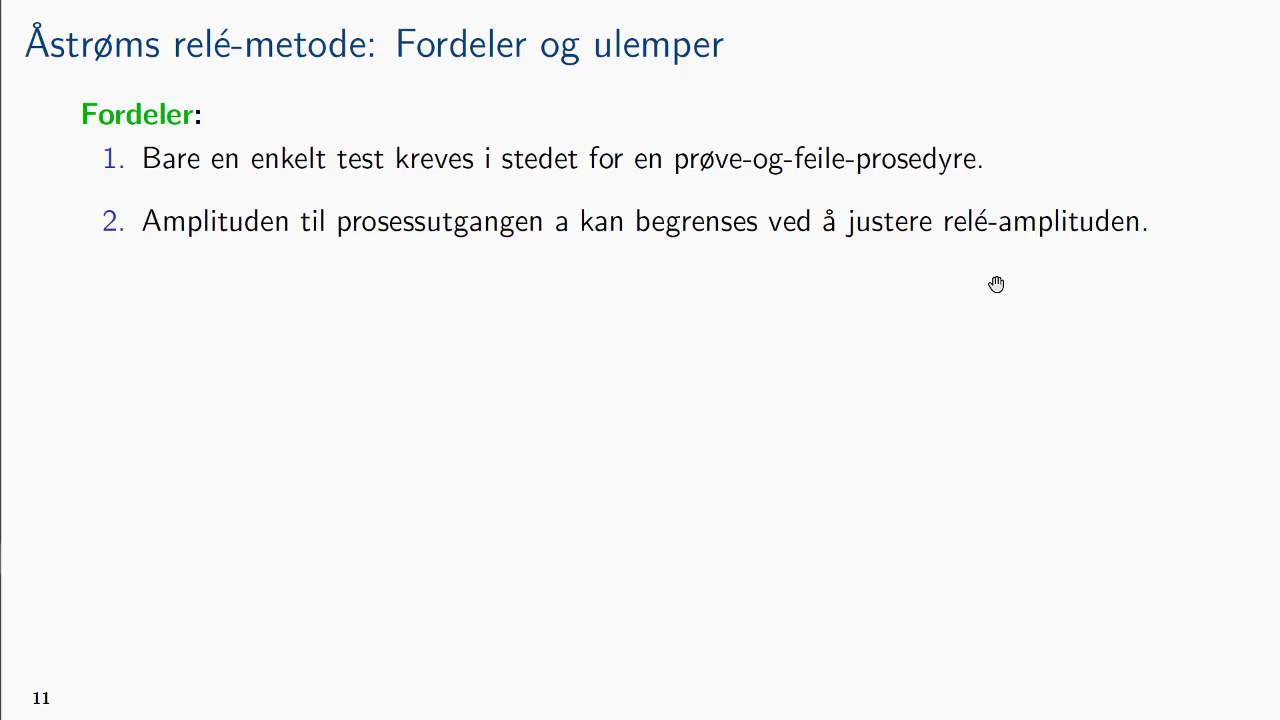 Åstrøms relé-metode: Fordeler og ulemper
Fordeler:
1. Bare en enkelt test kreves i stedet for en prøve-og-feile-prosedyre.
2. Amplituden til prosessutgangen a kan begrenses ved å justere relé-amplituden.
11